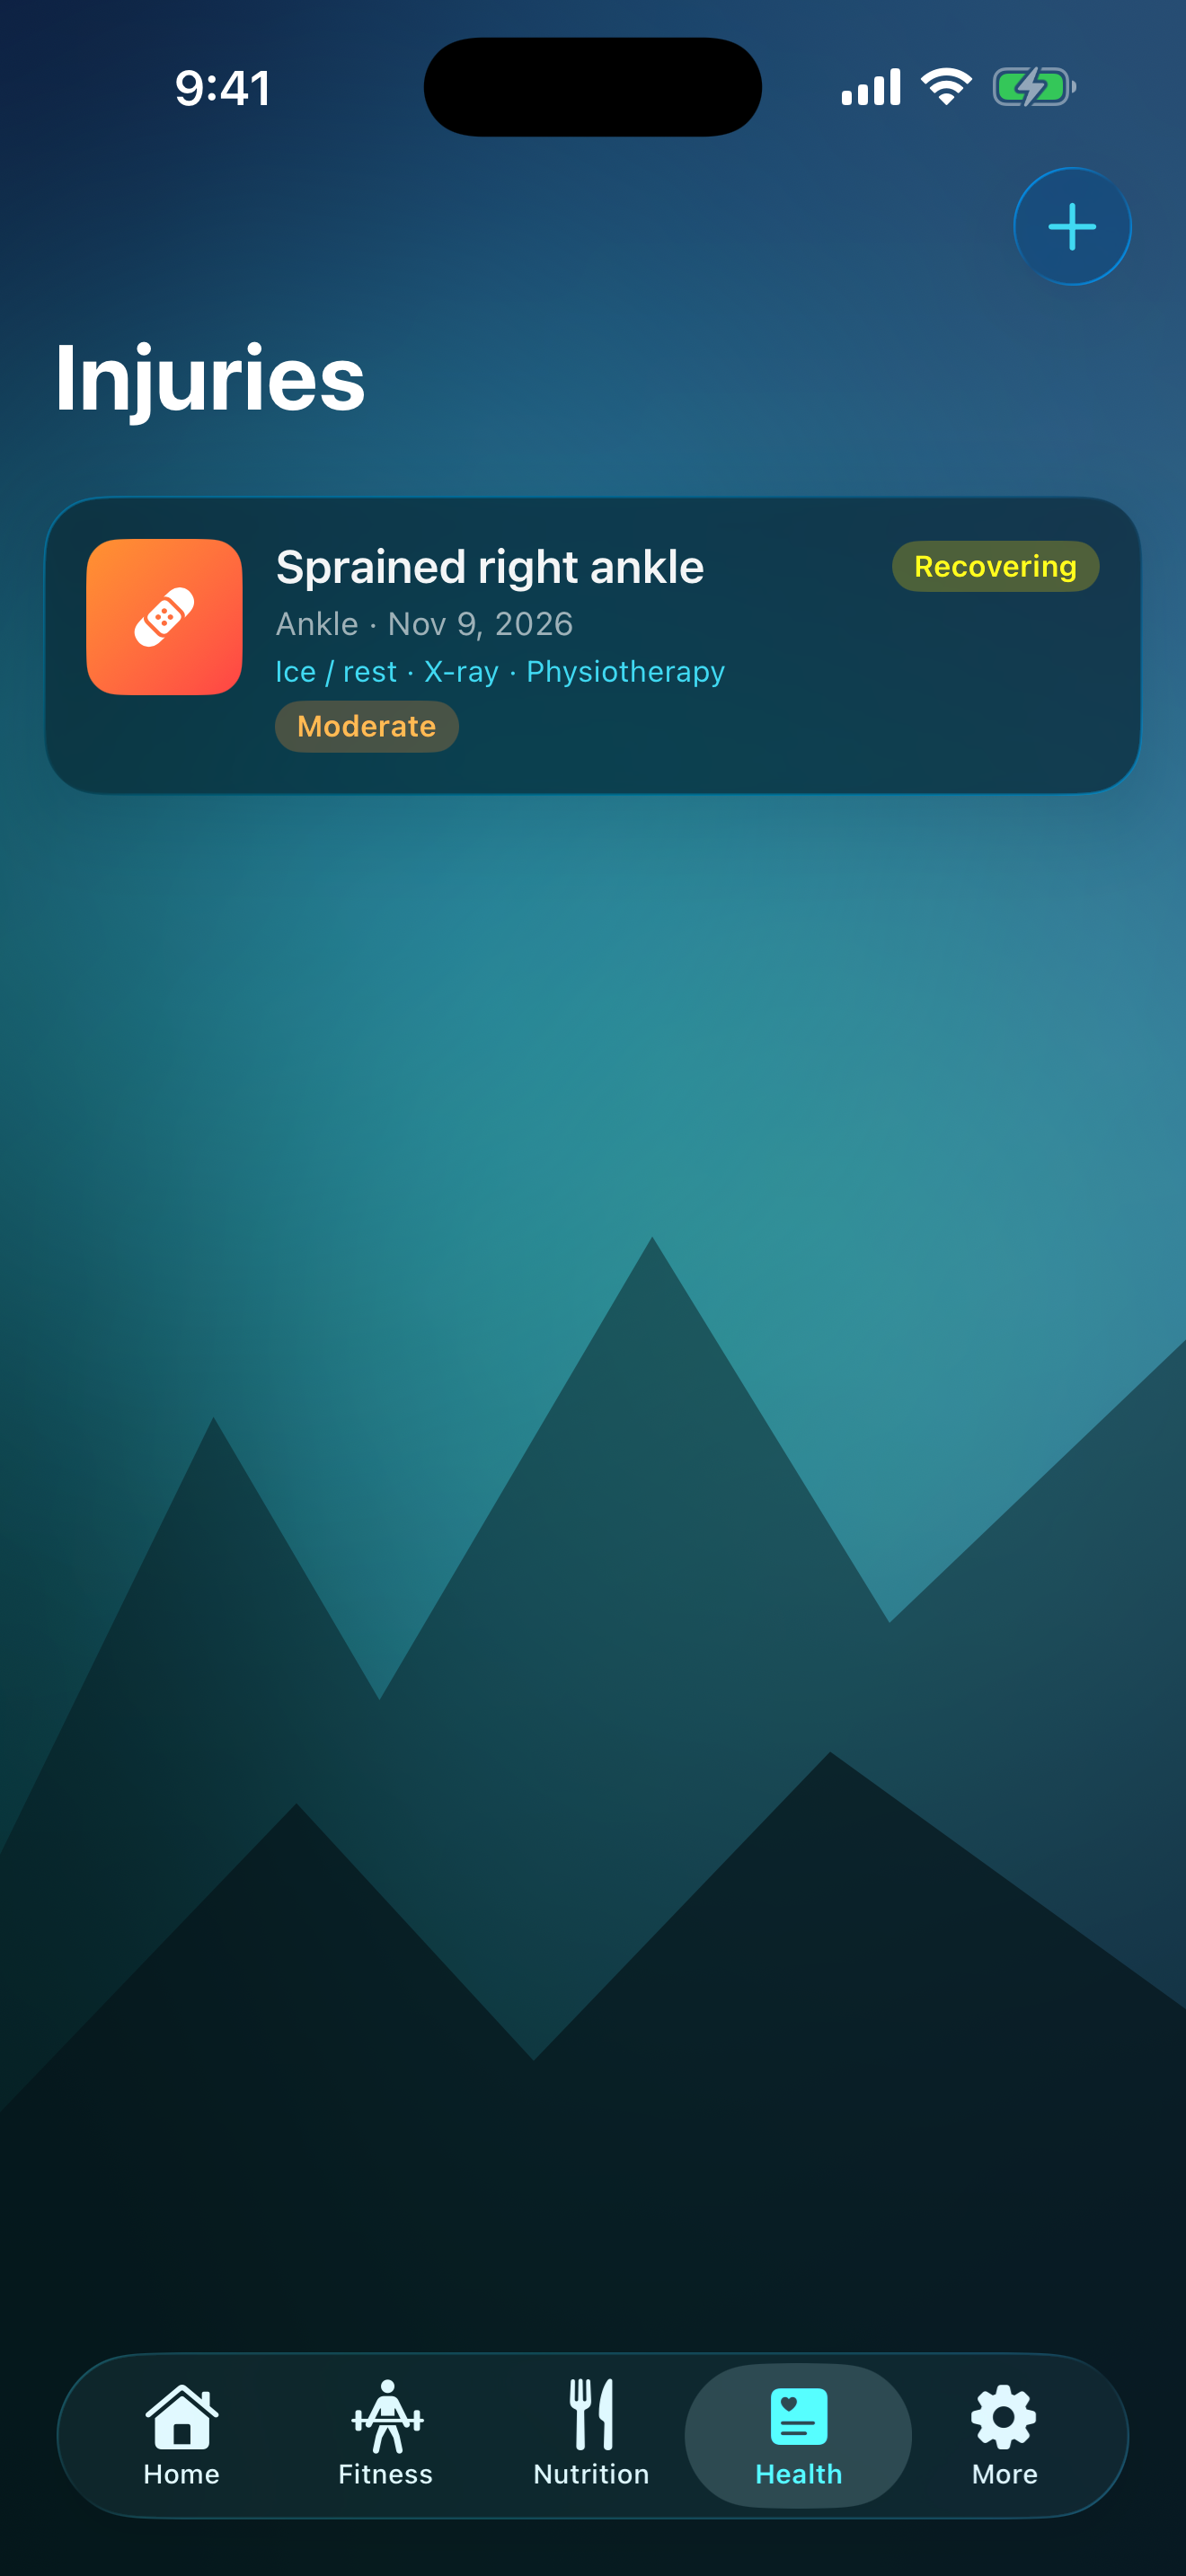 9:41
Injuries
Sprained right ankle
Recovering
Ankle · Nov 9, 2026
Ice / rest · X-ray · Physiotherapy
Moderate
Home
Fitness
Nutrition
Health
More